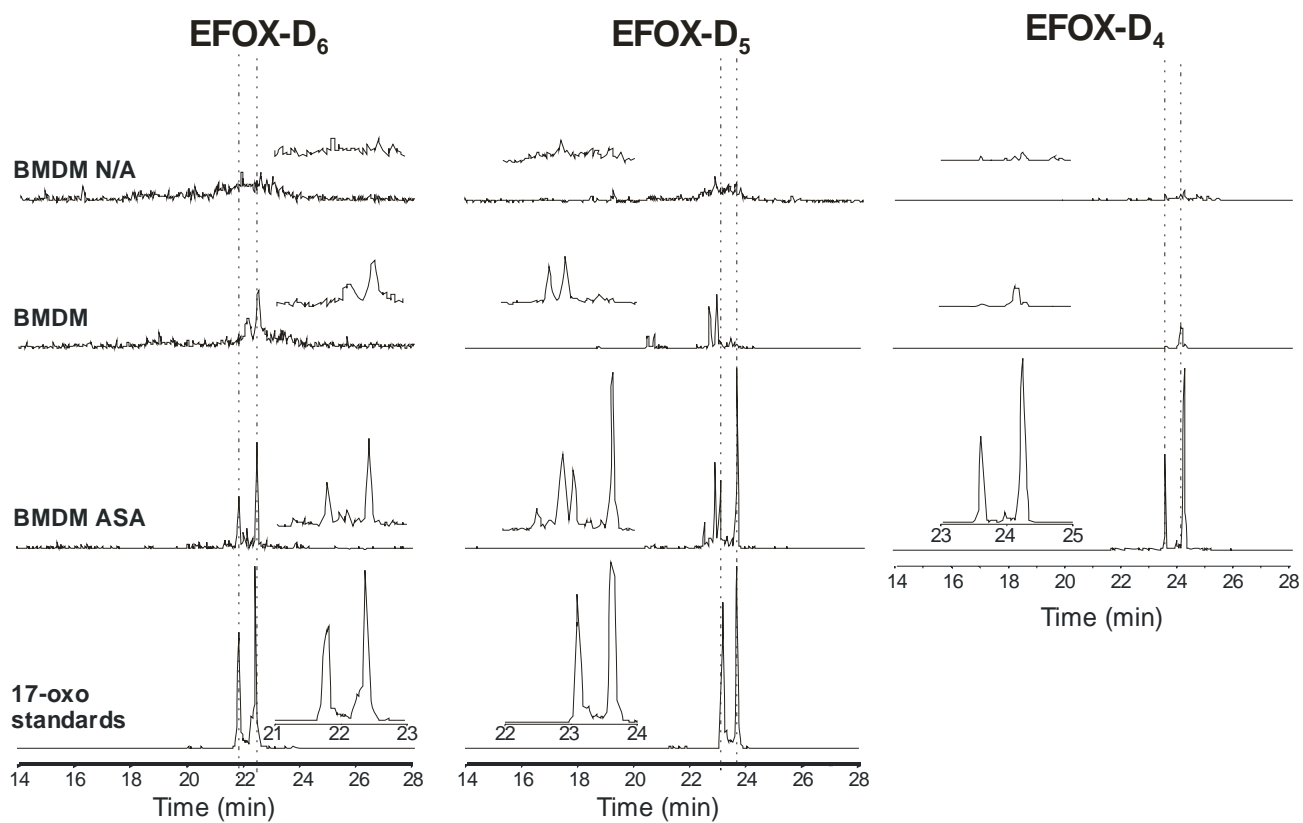 EFOX-D6
EFOX-D5
EFOX-D4
BMDM N/A
BMDM
BMDM ASA
23 24 25
14 16 18 20 22 24 26 28
Time (min)
17-oxo
standards
21 22 23
22 23 24
14 16 18 20 22 24 26 28
14 16 18 20 22 24 26 28
Time (min)
Time (min)